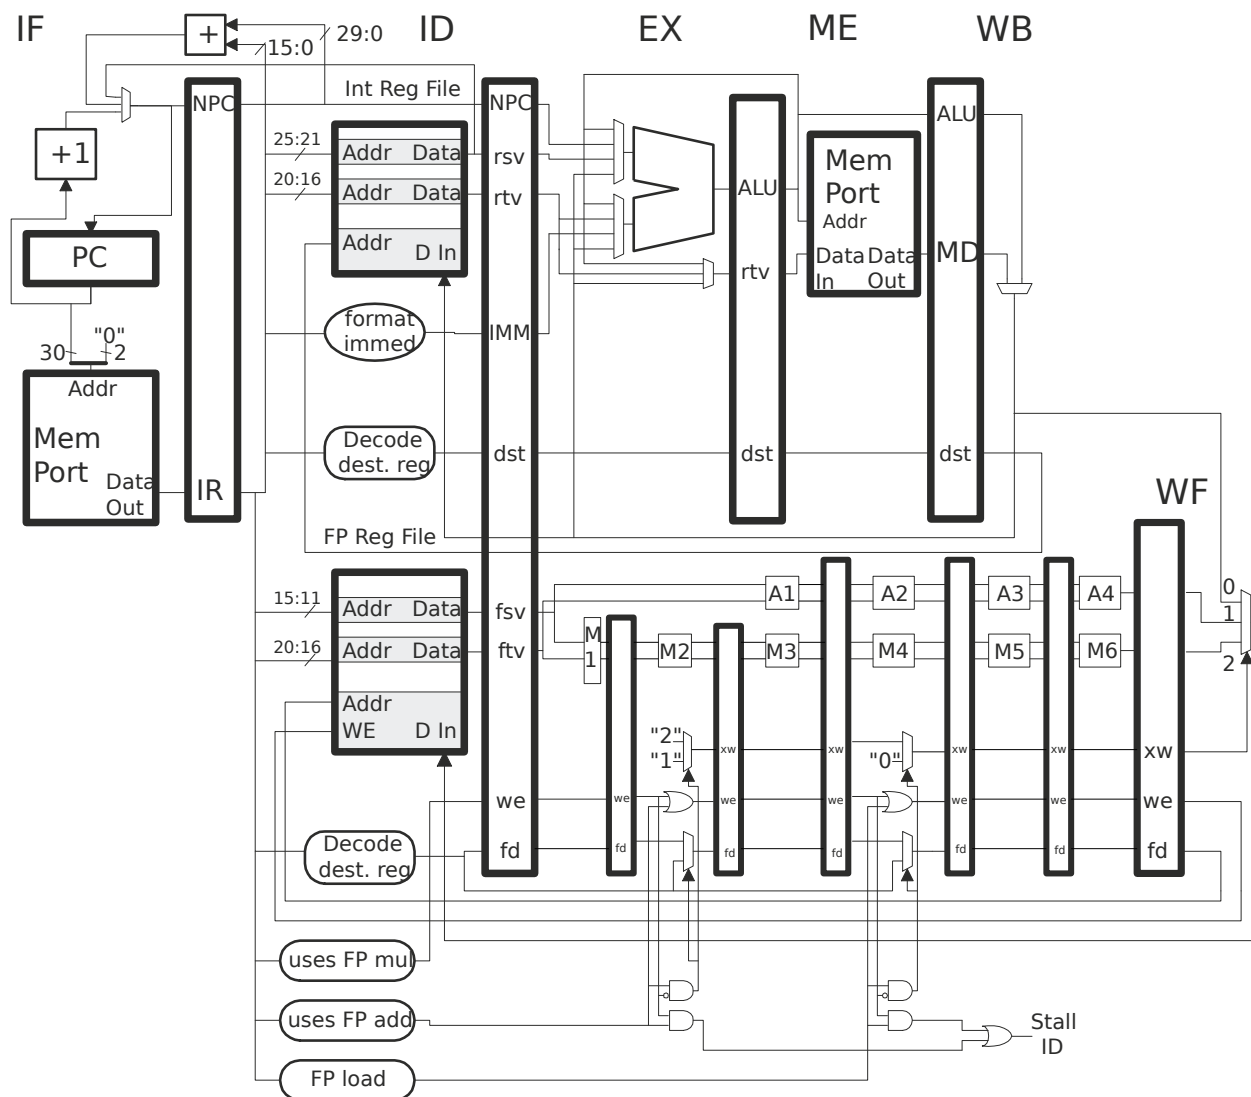 IF
ID
EX
ME
WB
+
15:0
29:0
Int Reg File
NPC
NPC
+1
25:21
Addr
Data
rsv
20:16
Addr
Data
rtv
Addr
D In
PC
ALU
rtv
Mem
Port
Addr
Data
In
Data
Out
ALU
MD
format
immed
IMM
30
"0"
2
Addr
Mem
Port
Data
Out
IR
Decode
dest. reg
dst
dst
dst
WF
FP Reg File
15:11
Addr
Data
fsv
20:16
Addr
Data
ftv
Addr
WE
D In
M
1
M2
A1
M3
A2
M4
A3
M5
A4
M6
0
1
2
"2"
"1"
xw
xw
"0"
xw
xw
xw
we
we
we
we
we
we
we
Decode
dest. reg
fd
fd
fd
fd
fd
fd
fd
uses FP mul
uses FP add
FP load
Stall
ID